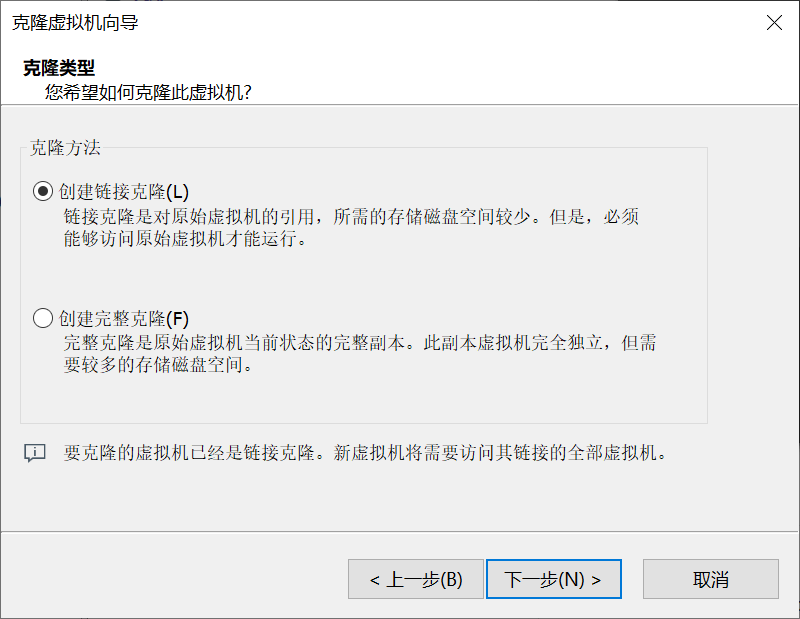 克隆虚拟机向导
克隆类型
您希望如何克隆此虚拟机?
克隆方法
创建链接克隆(L)
链接克隆是对原始虚拟机的引用，所需的存储磁盘空间较少。但是，必须
能够访问原始虚拟机才能运行。
创建完整克隆(F)
完整克隆是原始虚拟机当前状态的完整副本。此副本虚拟机完全独立，但需
要较多的存储磁盘空间。
要克隆的虚拟机已经是链接克隆。新虚拟机将需要访问其链接的全部虚拟机。
< 上一步(B) 下一步(N) > 取消